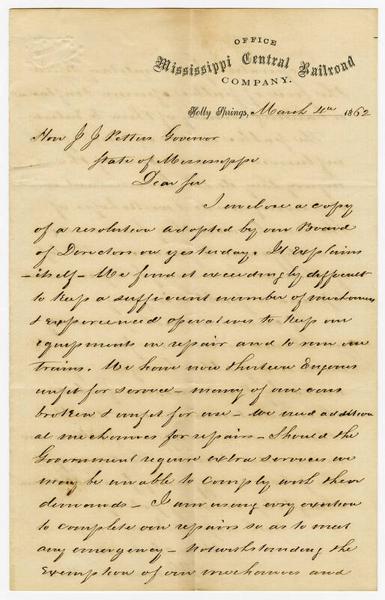 OFFICE
Mississippi Central Railroad
COMPANY.
Holly Springs, March 4th 1862
Hon J J Pettus Governor
State of Mississippi
Dear Sir
I enclose a copy
of a resolution adopted by our Board
of Directors on yesterday. It Explains
itself - We find it exceedingly difficult
to keep a sufficient number of mechanics
& experienced operatives to keep our
equipments in repair and to run our
trains. We have now thirteen Engines
unfit for service - many of our cars
broken & unfit for use - We need addition
al mechanics for repairs - Should the
Government require extra services we
may be unable to comply with their
demands - I am using every exertion
to complete our repairs so as to meet
any emergency - Notwithstanding the
Exemption of our mechanics and